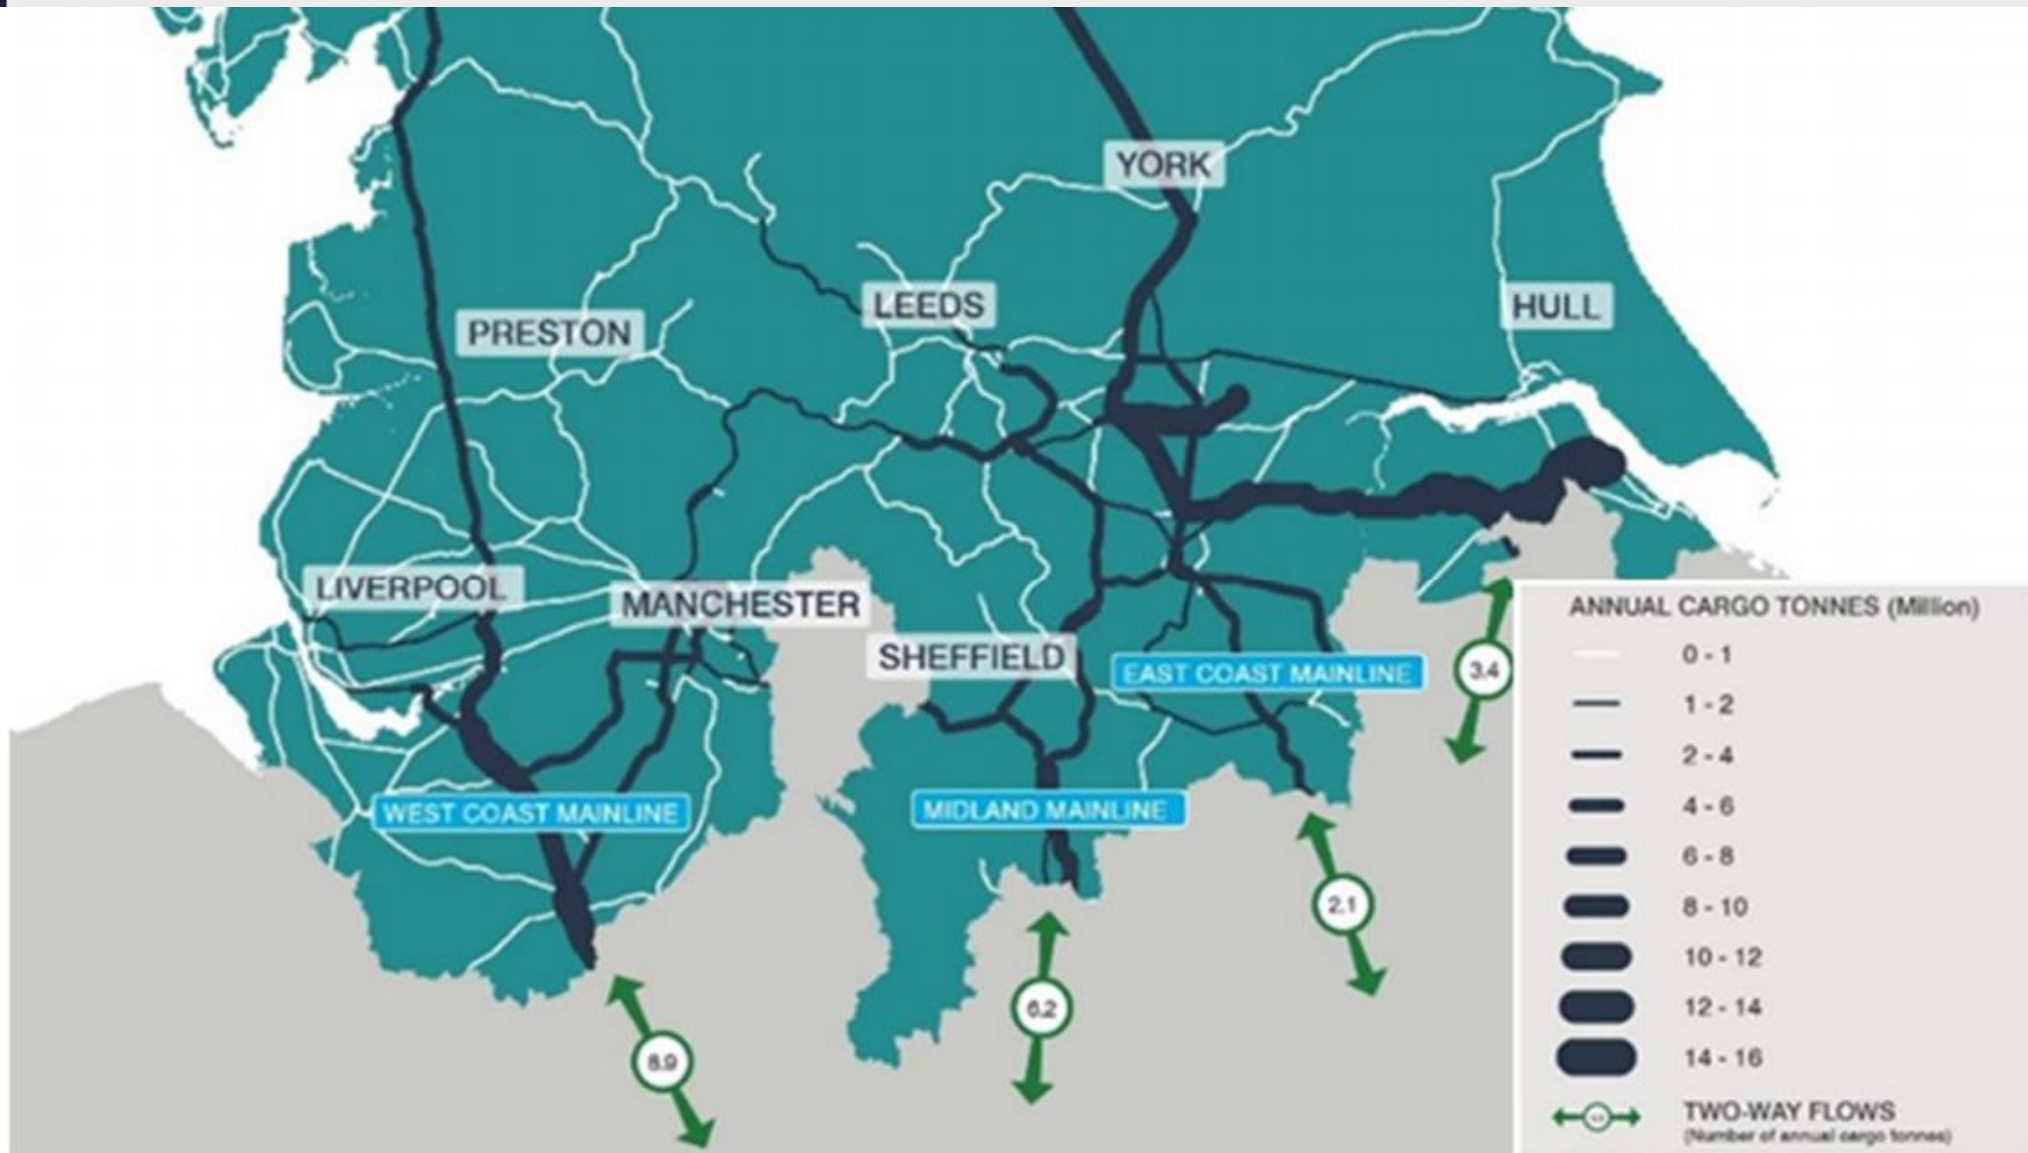 YORK
LEEDS
HULL
PRESTON
LIVERPOOL
MANCHESTER
SHEFFIELD
EAST COAST MAINLINE
WEST COAST MAINLINE
MIDLAND MAINLINE
3.4
2.1
6.2
8.9
ANNUAL CARGO TONNES (Million)
0 - 1
1 - 2
2 - 4
4 - 6
6 - 8
8 - 10
10 - 12
12 - 14
14 - 16
TWO-WAY FLOWS
(Number of annual cargo tonnes)